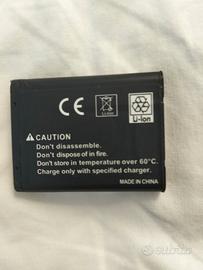 CE
Li-ion
CAUTION
Don't disassemble.
Don't dispose of in fire.
Don't store in temperature over 60°C.
Charge only with specified charger.
MADE IN CHINA
Subito